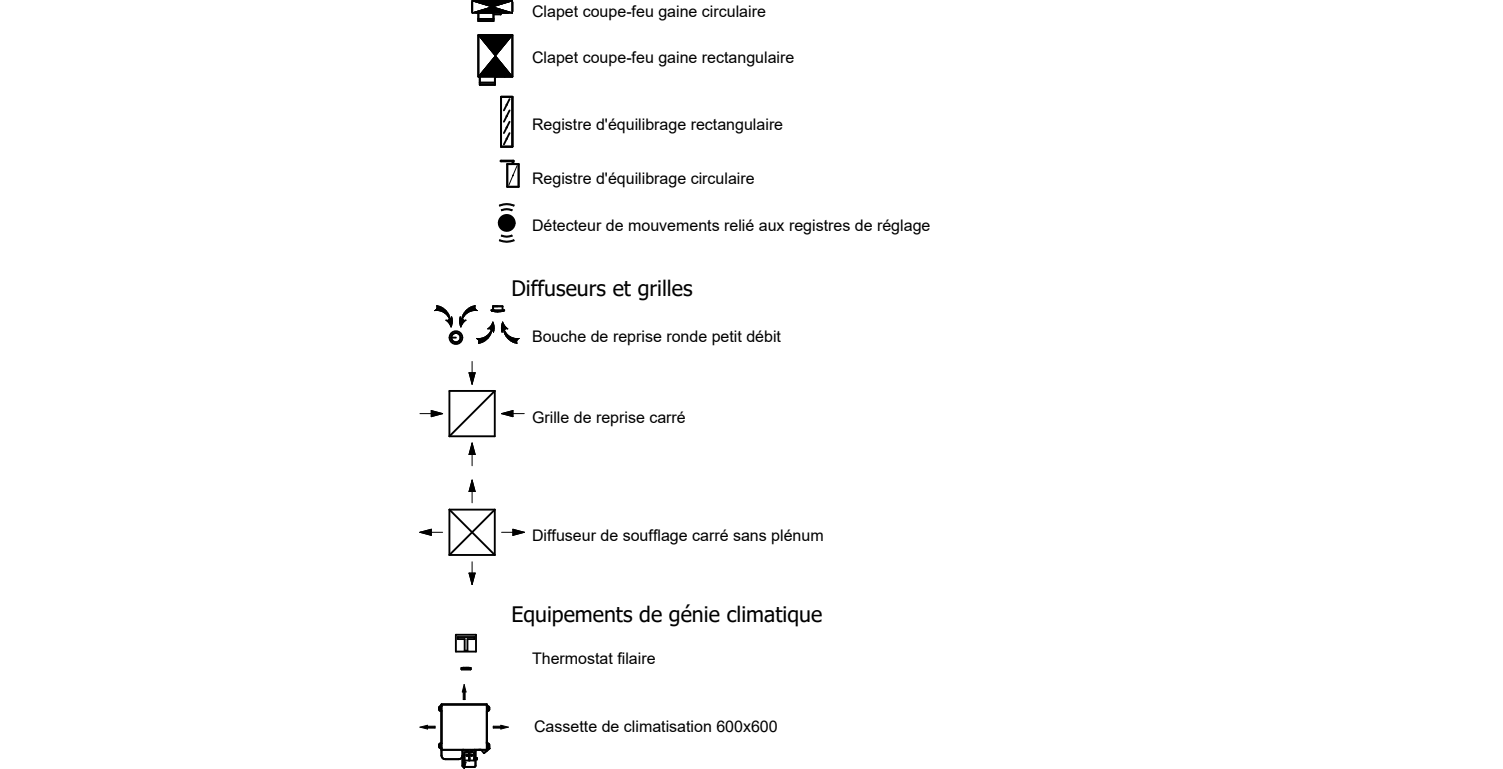 Clapet coupe-feu gaine circulaire
Clapet coupe-feu gaine rectangulaire
Registre d'équilibrage rectangulaire
Registre d'équilibrage circulaire
Détecteur de mouvements relié aux registres de réglage
Diffuseurs et grilles
Bouche de reprise ronde petit débit
Grille de reprise carré
Diffuseur de soufflage carré sans plénum
Equipements de génie climatique
Thermostat filaire
Cassette de climatisation 600x600